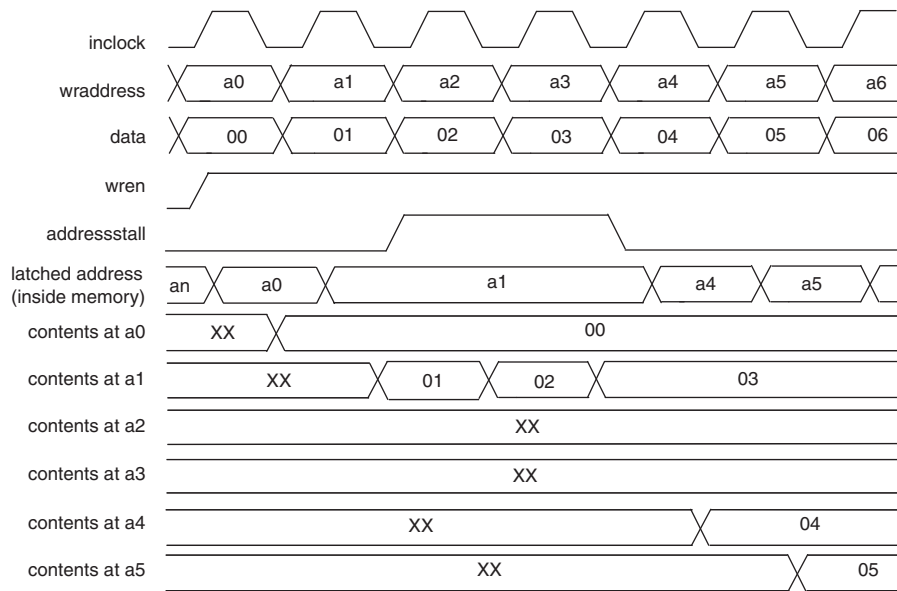 inclock
wraddress a0 a1 a2 a3 a4 a5 a6
data 00 01 02 03 04 05 06
wren
addressstall
latched address
(inside memory) an a0 a1 a4 a5
contents at a0 XX 00
contents at a1 XX 01 02 03
contents at a2 XX
contents at a3 XX
contents at a4 XX 04
contents at a5 XX 05